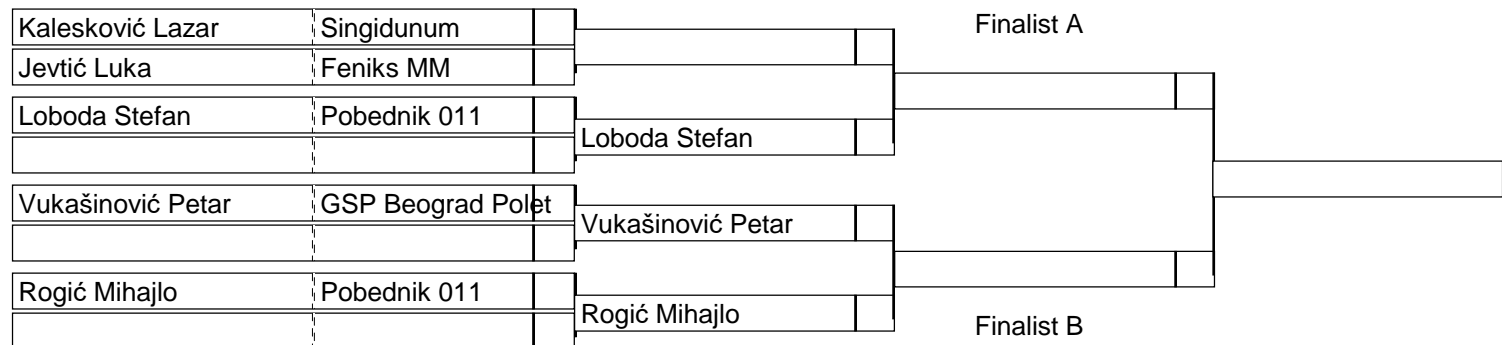 Kalesković Lazar Singidunum
Jevtić Luka Feniks MM
Loboda Stefan Pobednik 011
Vukašinović Petar GSP Beograd Polet
Rogić Mihajlo Pobednik 011
Loboda Stefan
Vukašinović Petar
Rogić Mihajlo
Finalist A
Finalist B